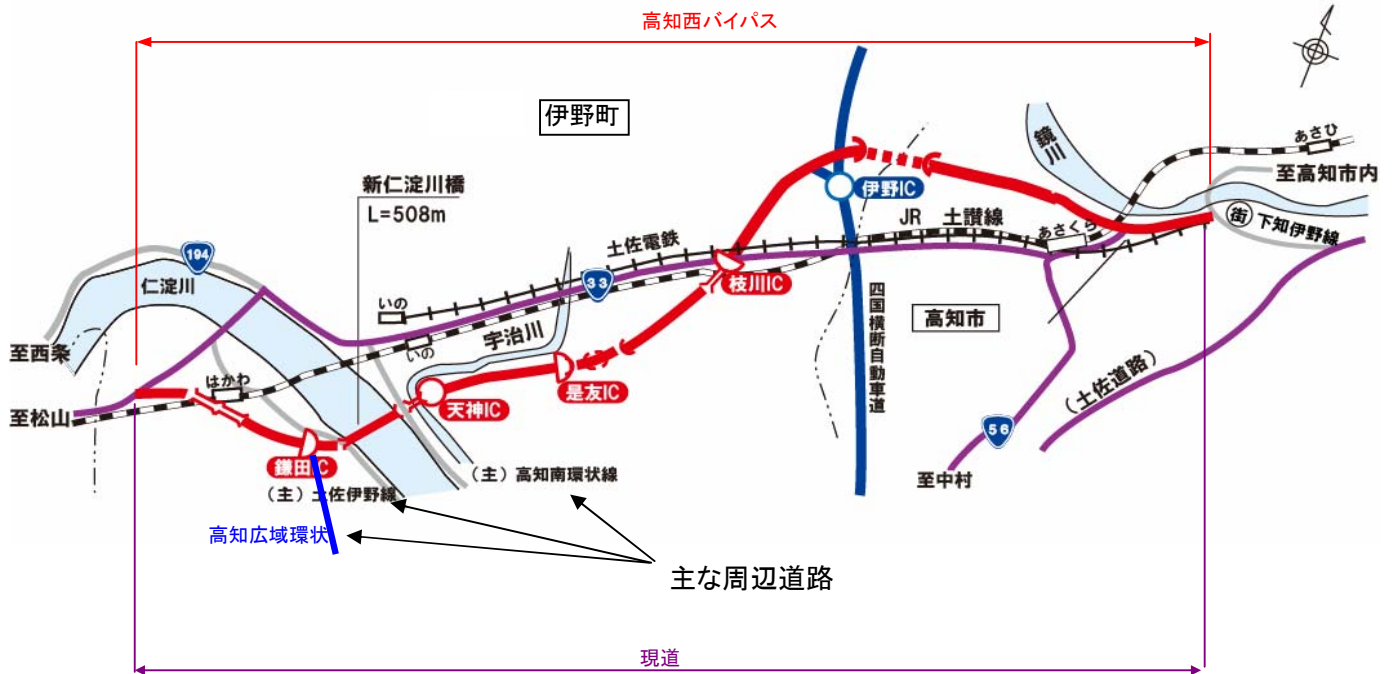 高知西バイパス
伊野町
鏡川
あさひ
至高知市内
新仁淀川橋
L=508m
伊野IC
JR 土讃線
あさくら
街 下知伊野線
194
土佐電鉄
仁淀川
33
枝川IC
いの
宇治川
いの
四国横断自動車道
高知市
至西条
はかわ
是友IC
天神IC
(土佐道路)
至松山
56
鎌田IC
(主)高知南環状線
至中村
(主)土佐伊野線
高知広域環状
主な周辺道路
現道